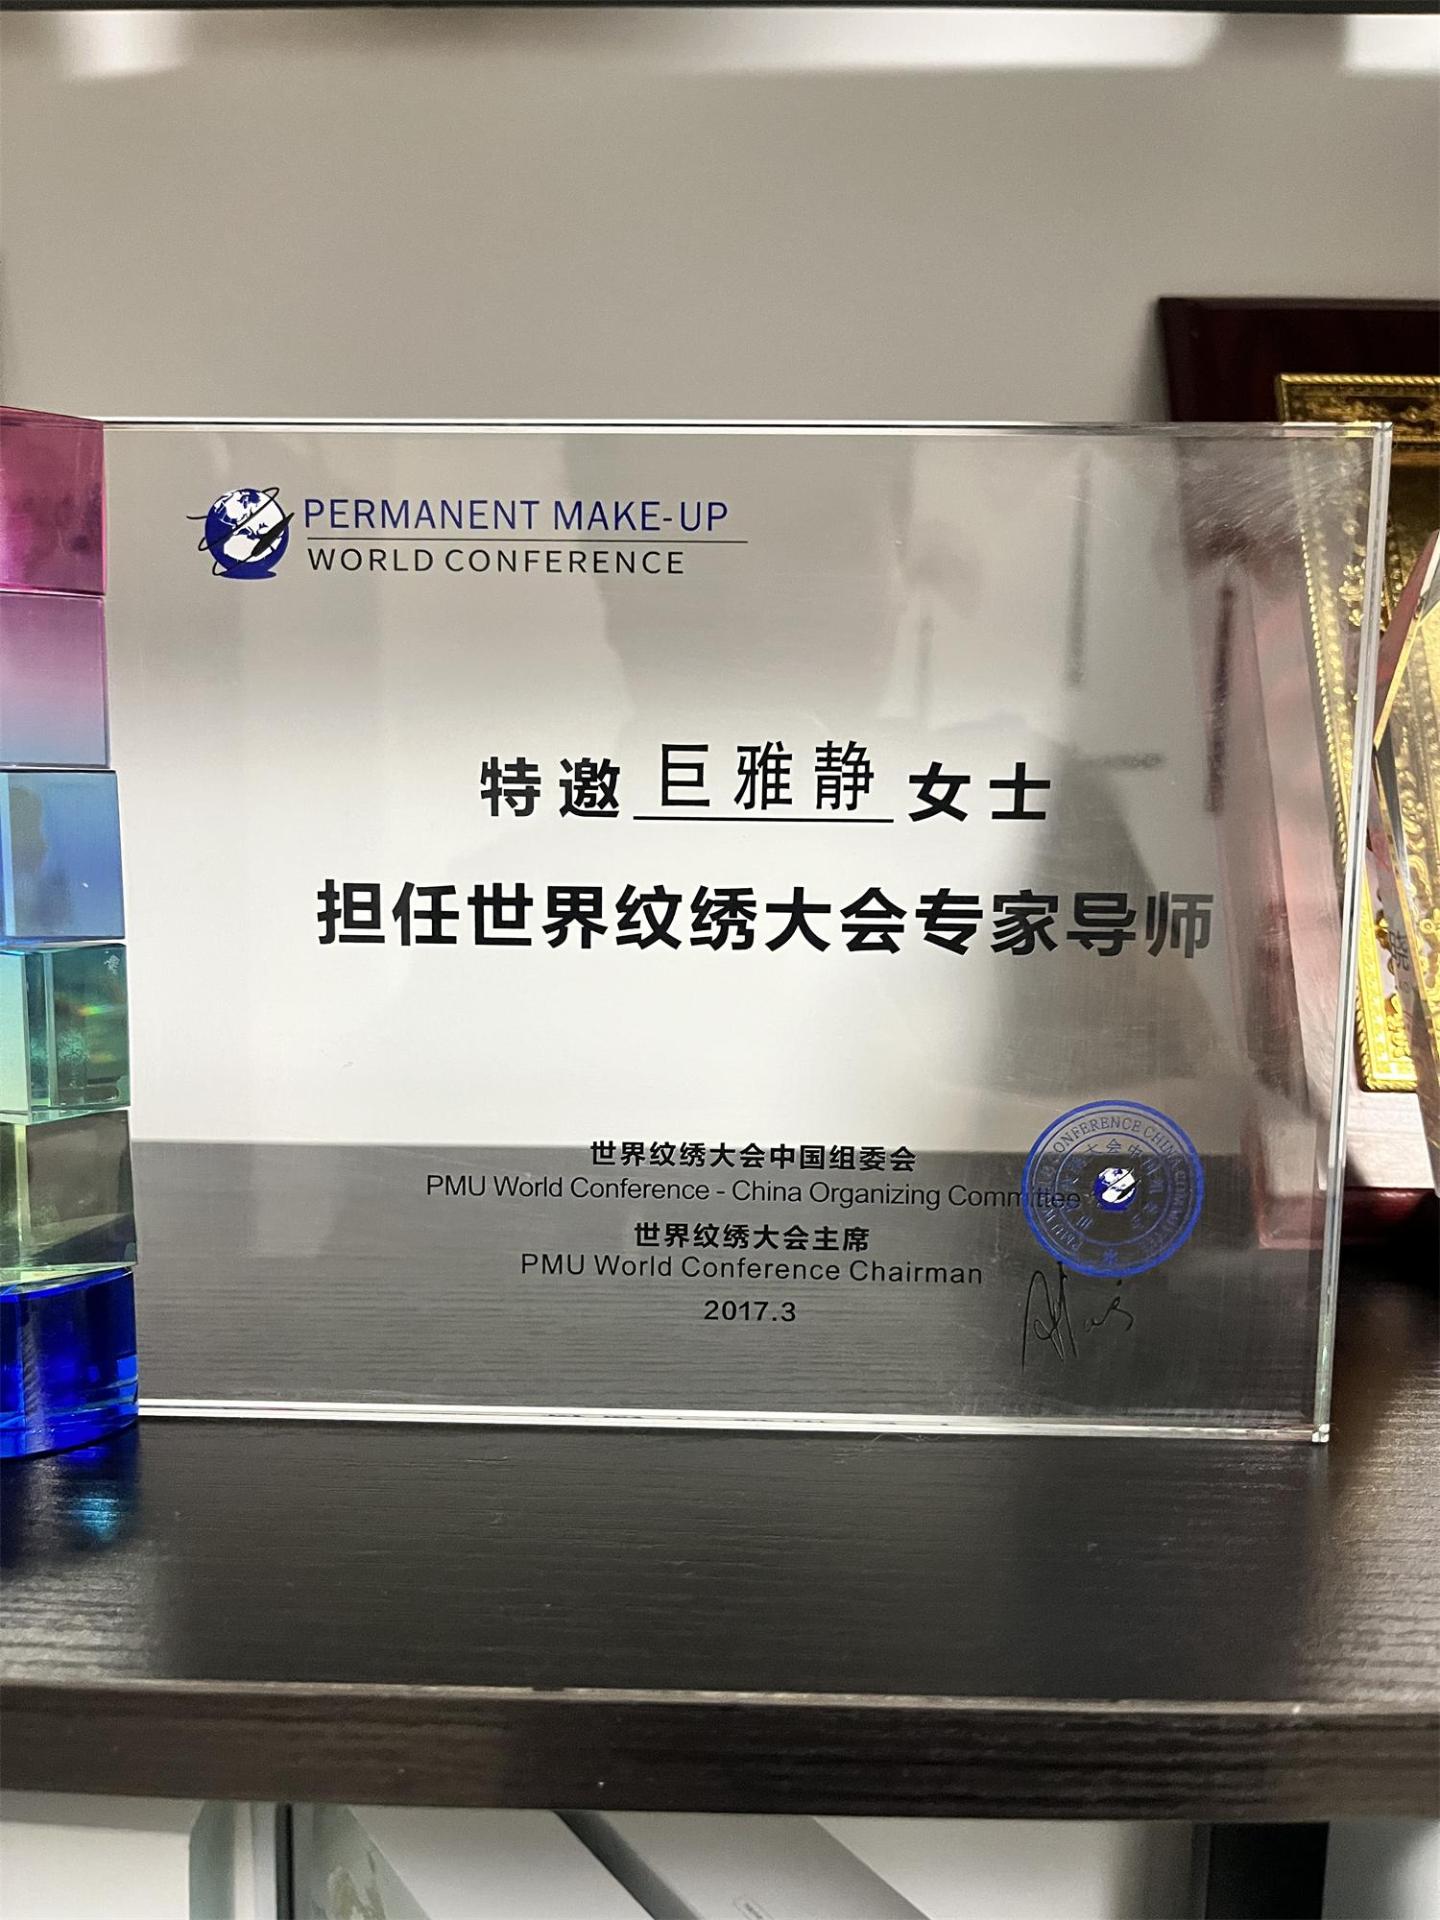 PERMANENT MAKE-UP
WORLD CONFERENCE
特邀 巨雅静 女士
担任世界纹绣大会专家导师
世界纹绣大会中国组委会
PMU World Conference - China Organizing Committee
世界纹绣大会主席
PMU World Conference Chairman
2017.3